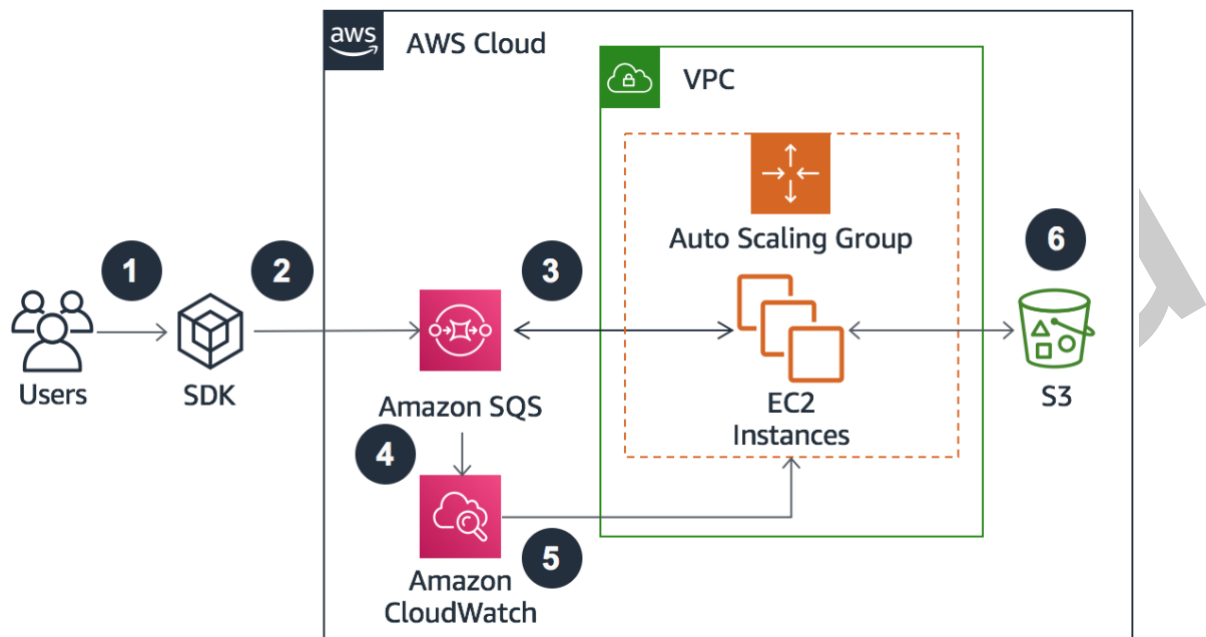 aws
AWS Cloud
VPC
Auto Scaling Group
1
2
3
6
Users
SDK
Amazon SQS
EC2
Instances
S3
4
5
Amazon
CloudWatch